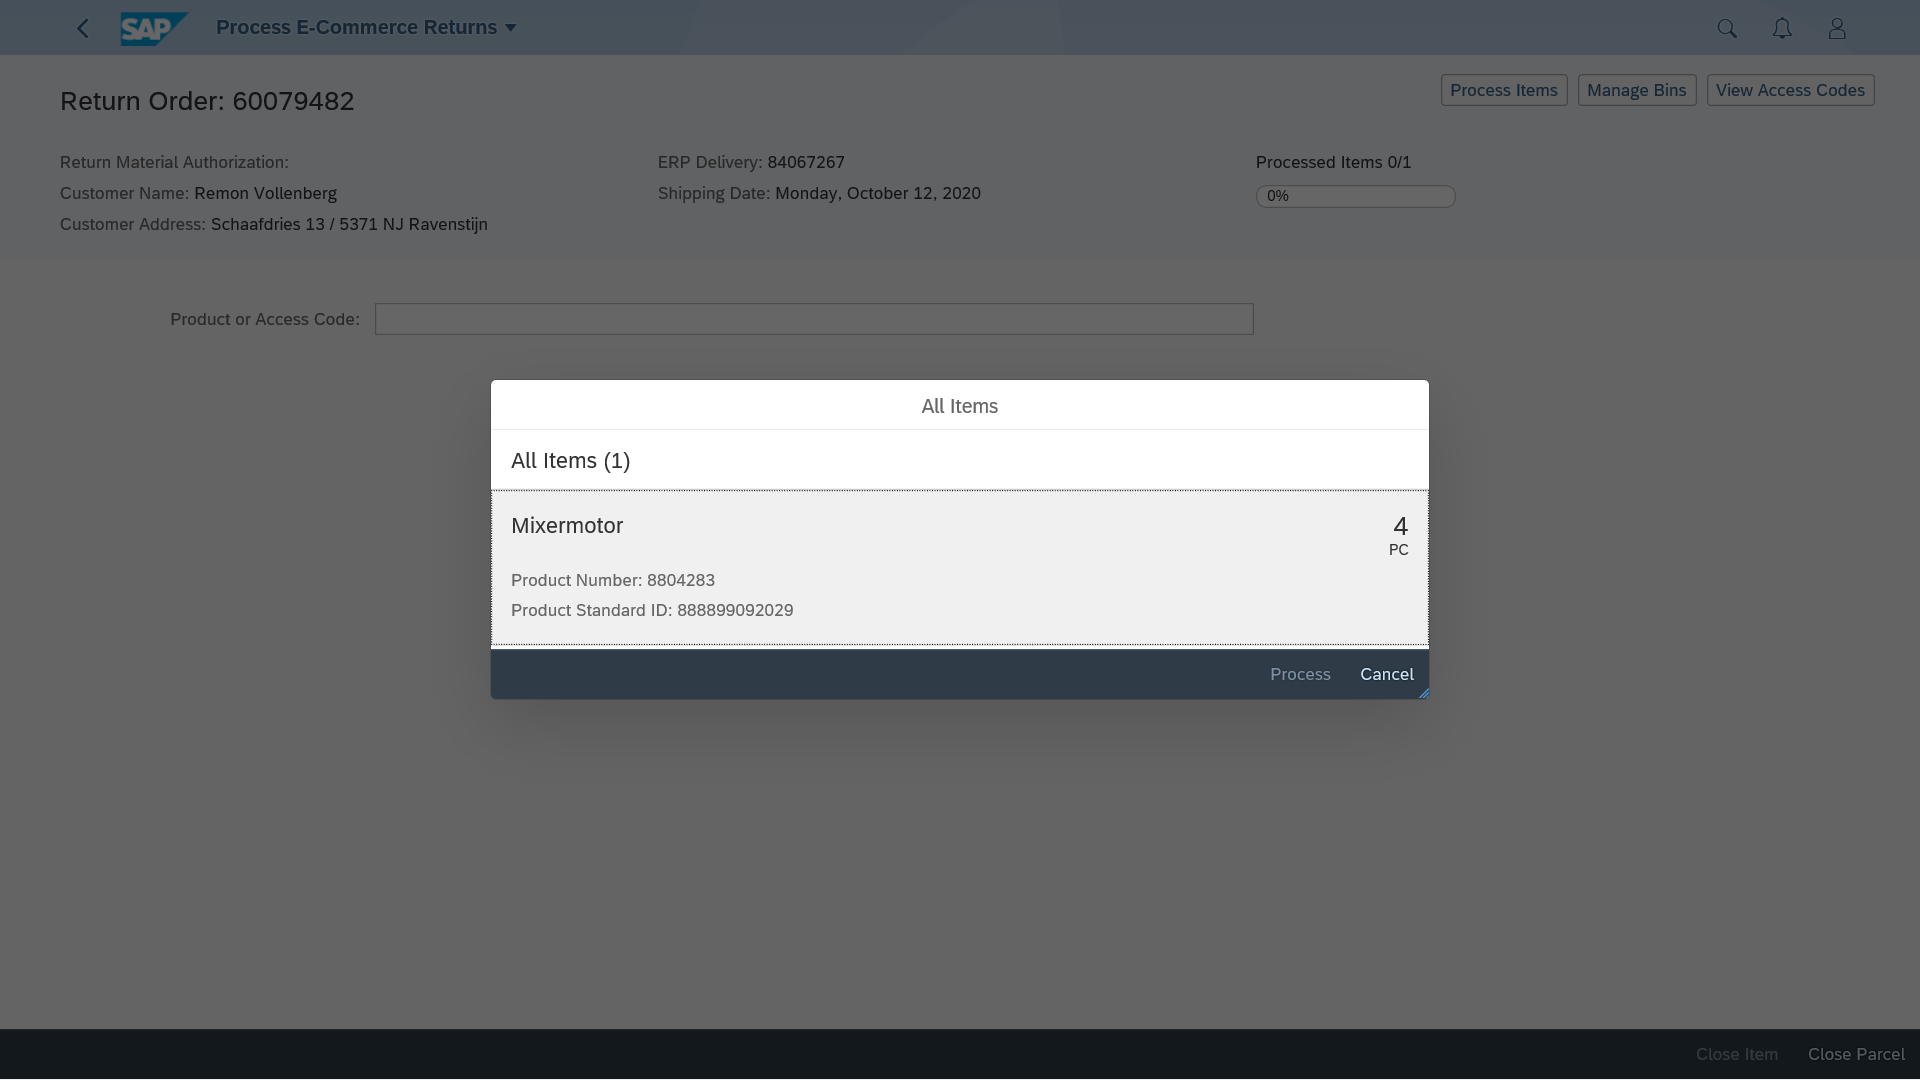 SAP
Process E-Commerce Returns
Return Order: 60079482
Process Items
Manage Bins
View Access Codes
Return Material Authorization:
Customer Name: Remon Vollenberg
Customer Address: Schaafdries 13 / 5371 NJ Ravenstijn
ERP Delivery: 84067267
Shipping Date: Monday, October 12, 2020
Processed Items 0/1
0%
Product or Access Code:
All Items
All Items (1)
Mixermotor
4
PC
Product Number: 8804283
Product Standard ID: 888899092029
Process
Cancel
Close Item
Close Parcel